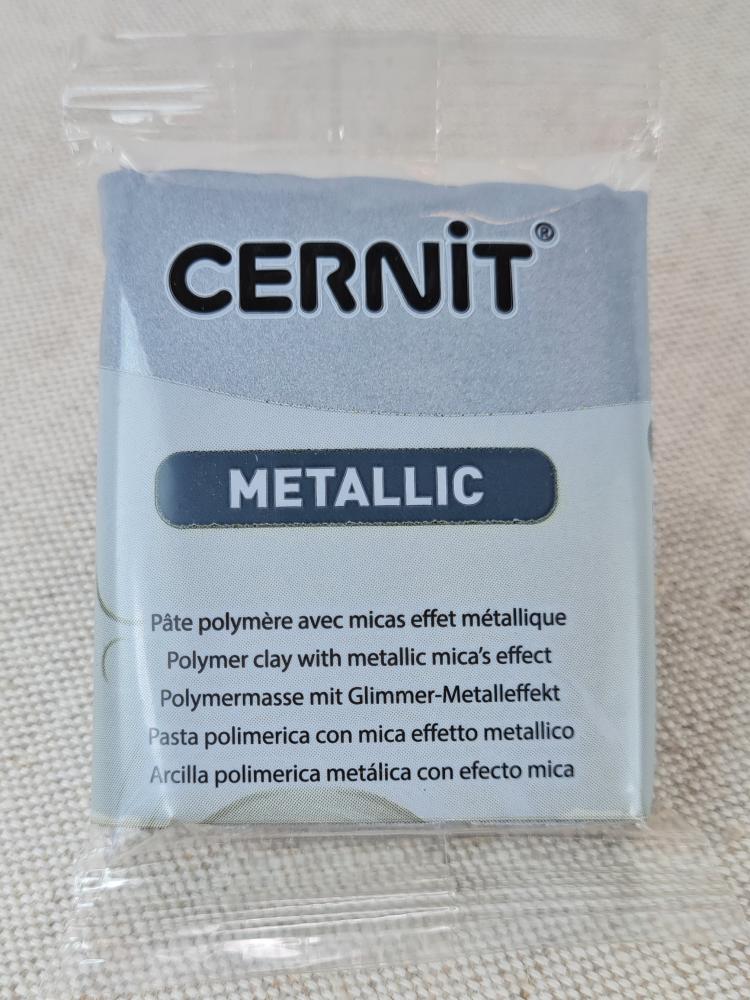 CERNiT®
METALLIC
Pâte polymère avec micas effet métallique
Polymer clay with metallic mica's effect
Polymermasse mit Glimmer-Metalleffekt
Pasta polimerica con mica effetto metallico
Arcilla polimerica metálica con efecto mica